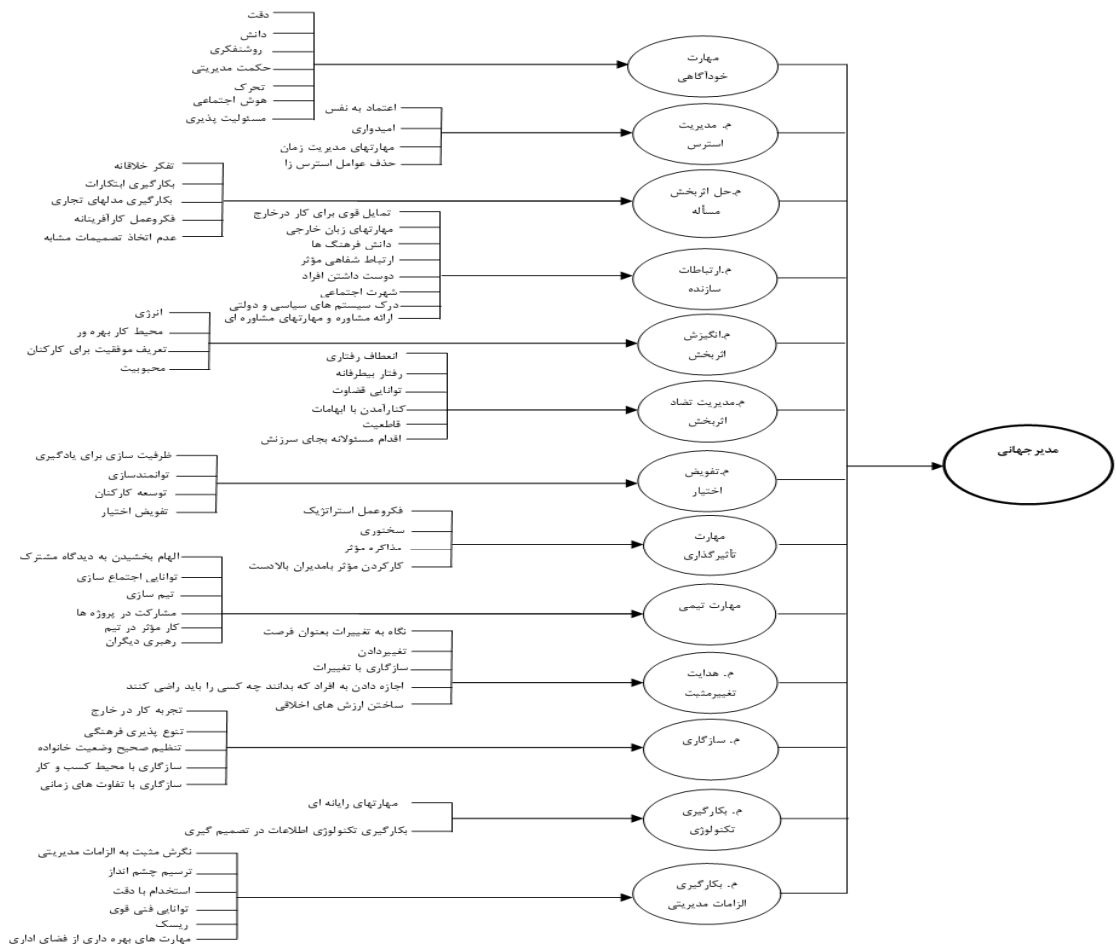 مدیر جهانی
مهارت
خودآگاهی
دقت
دانش
روشنفکری
حکمت مدیریتی
تحرک
هوش اجتماعی
مسئولیت پذیری
م. مدیریت
استرس
اعتماد به نفس
امیدواری
مهارتهای مدیریت زمان
حذف عوامل استرس زا
م.حل اثربخش
مسأله
تفکر خلاقانه
بکارگیری ابتکارات
بکارگیری مدلهای تجاری
فکروعمل کارآفرینانه
عدم اتخاذ تصمیمات مشابه
م.ارتباطات
سازنده
تمایل قوی برای کار درخارج
مهارتهای زبان خارجی
دانش فرهنگ ها
ارتباط شفاهی مؤثر
دوست داشتن افراد
شهرت اجتماعی
درک سیستم های سیاسی و دولتی
ارائه مشاوره و مهارتهای مشاوره ای
م.انگیزش
اثربخش
انرژی
محیط کار بهره ور
تعریف موفقیت برای کارکنان
محبوبیت
م.مدیریت تضاد
اثربخش
انعطاف رفتاری
رفتار بیطرفانه
توانایی قضاوت
کنارآمدن با ابهامات
قاطعیت
اقدام مسئولانه بجای سرزنش
م.تفویض
اختیار
ظرفیت سازی برای یادگیری
توانمندسازی
توسعه کارکنان
تفویض اختیار
مهارت
تأثیرگذاری
فکروعمل استراتژیک
سخنوری
مذاکره مؤثر
کارکردن مؤثر بامدیران بالادست
مهارت تیمی
الهام بخشیدن به دیدگاه مشترک
توانایی اجتماع سازی
تیم سازی
مشارکت در پروژه ها
کار مؤثر در تیم
رهبری دیگران
م. هدایت
تغییرمثبت
نگاه به تغییرات بعنوان فرصت
تغییردادن
سازگاری با تغییرات
اجازه دادن به افراد که بدانند چه کسی را باید راضی کنند
ساختن ارزش های اخلاقی
م. سازگاری
تجربه کار در خارج
تنوع پذیری فرهنگی
تنظیم صحیح وضعیت خانواده
سازگاری با محیط کسب و کار
سازگاری با تفاوت های زمانی
م. بکارگیری
تکنولوژی
مهارتهای رایانه ای
بکارگیری تکنولوژی اطلاعات در تصمیم گیری
م. بکارگیری
الزامات مدیریتی
نگرش مثبت به الزامات مدیریتی
ترسیم چشم انداز
استخدام با دقت
توانایی فنی قوی
ریسک
مهارت های بهره داری از فضای اداری